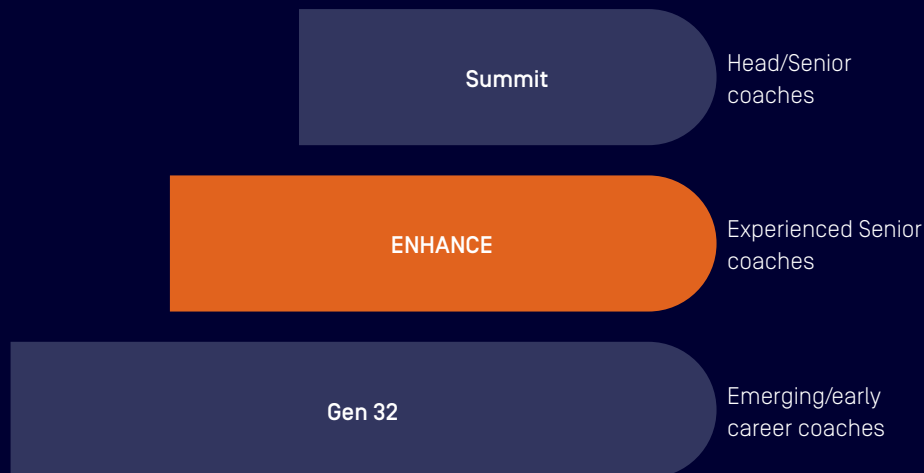 Summit
Head/Senior
coaches
ENHANCE
Experienced Senior
coaches
Gen 32
Emerging/early
career coaches